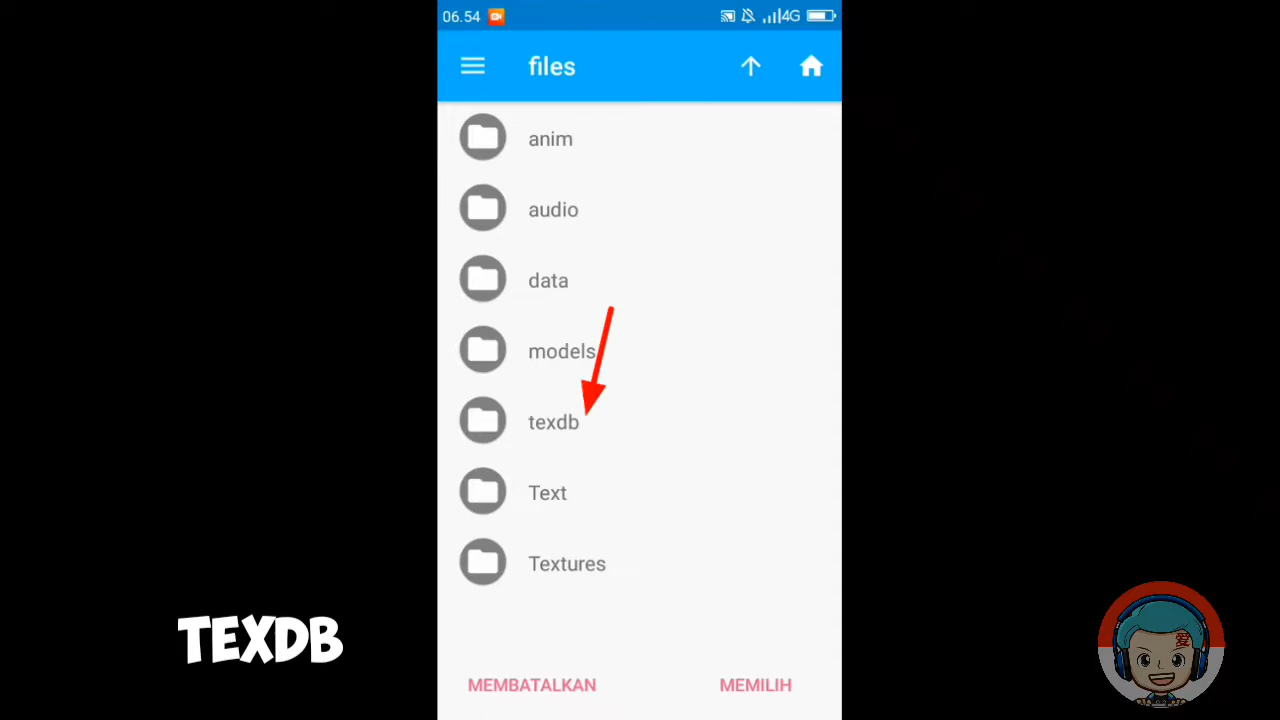 06.54
4G
files
anim
audio
data
models
texdb
Text
Textures
TEXDB
MEMBATALKAN
MEMILIH